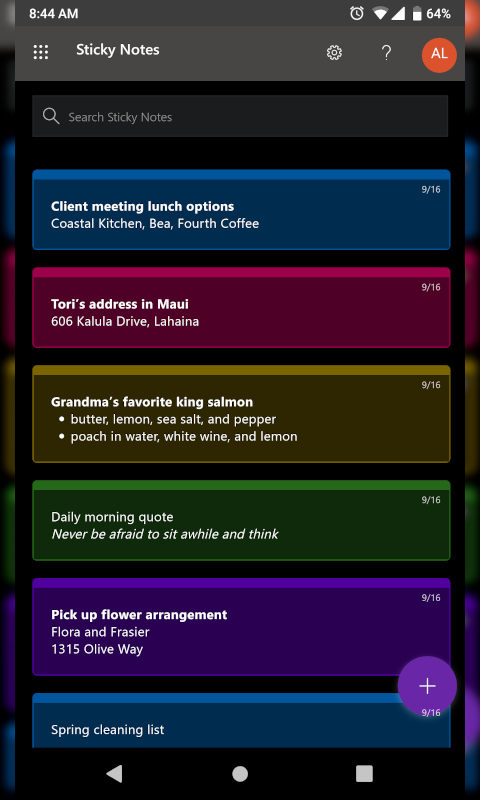 8:44 AM
64%
Sticky Notes
?
AL
Search Sticky Notes
9/16
Client meeting lunch options
Coastal Kitchen, Bea, Fourth Coffee
9/16
Tori’s address in Maui
606 Kalula Drive, Lahaina
9/16
Grandma’s favorite king salmon
• butter, lemon, sea salt, and pepper
• poach in water, white wine, and lemon
9/16
Daily morning quote
Never be afraid to sit awhile and think
9/16
Pick up flower arrangement
Flora and Frasier
1315 Olive Way
9/16
Spring cleaning list